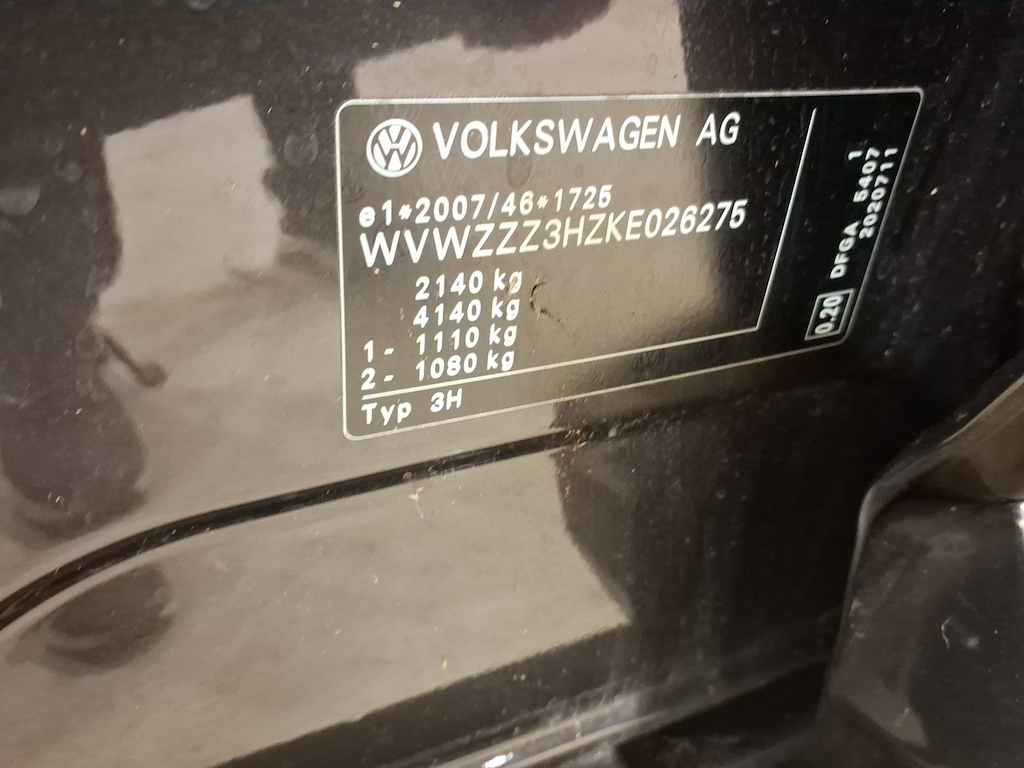 VOLKSWAGEN AG
e1*2007/46*1725
WVWZZZ3HZKE026275
2140 kg
4140 kg
1- 1110 kg
2- 1080 kg
Typ 3H
0.20 DFGA 5407 1
2020711